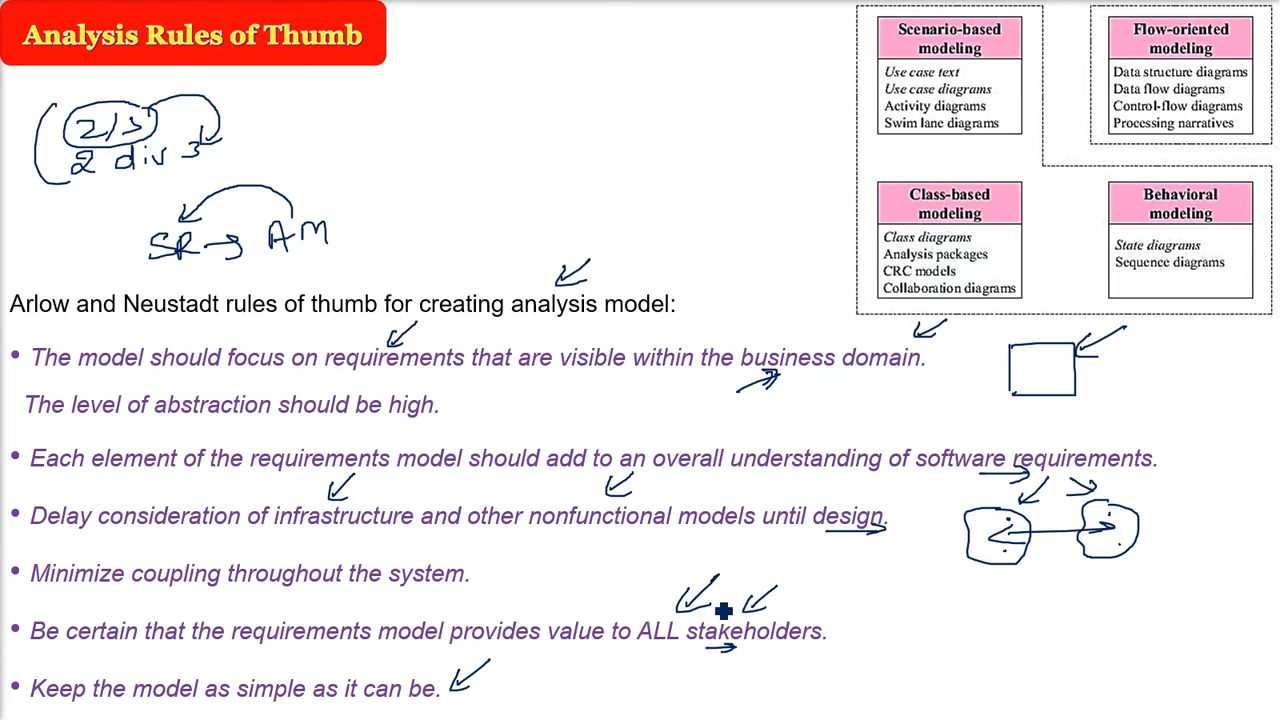 Analysis Rules of Thumb
2/3
2 div 3
SR → AM
Scenario-based
modeling
Use case text
Use case diagrams
Activity diagrams
Swim lane diagrams
Flow-oriented
modeling
Data structure diagrams
Data flow diagrams
Control-flow diagrams
Processing narratives
Class-based
modeling
Class diagrams
Analysis packages
CRC models
Collaboration diagrams
Behavioral
modeling
State diagrams
Sequence diagrams
Arlow and Neustadt rules of thumb for creating analysis model:
• The model should focus on requirements that are visible within the business domain.
The level of abstraction should be high.
• Each element of the requirements model should add to an overall understanding of software requirements.
• Delay consideration of infrastructure and other nonfunctional models until design.
• Minimize coupling throughout the system.
• Be certain that the requirements model provides value to ALL stakeholders.
• Keep the model as simple as it can be.